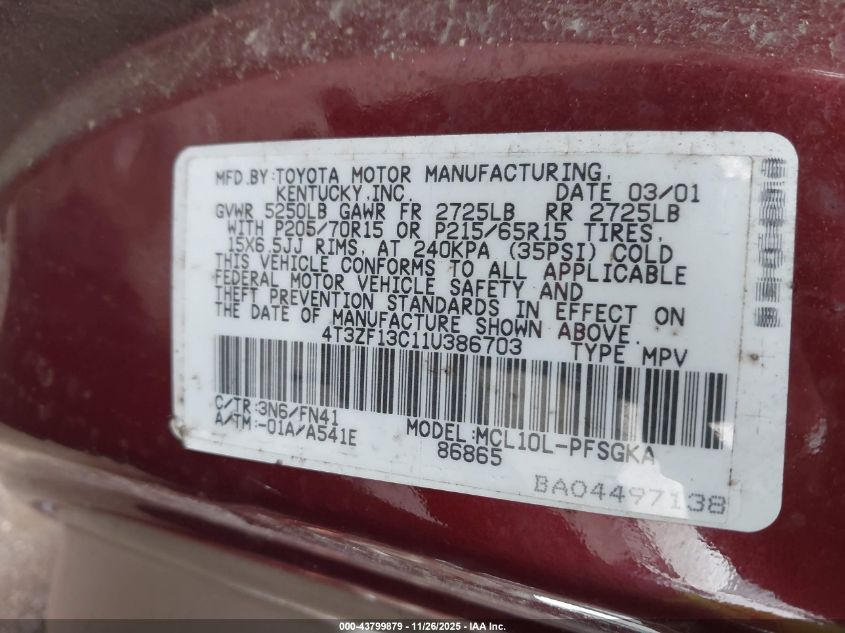 MFD.BY:TOYOTA MOTOR MANUFACTURING,
KENTUCKY,INC. DATE 03/01
GVWR 5250LB GAWR FR 2725LB RR 2725LB
WITH P205/70R15 OR P215/65R15 TIRES,
15X6.5JJ RIMS, AT 240KPA (35PSI) COLD
THIS VEHICLE CONFORMS TO ALL APPLICABLE
FEDERAL MOTOR VEHICLE SAFETY AND
THEFT PREVENTION STANDARDS IN EFFECT ON
THE DATE OF MANUFACTURE SHOWN ABOVE.
4T3ZF13C11U386703 TYPE MPV
C/TR:3N6/FN41
A/TM:-01A/A541E
MODEL:MCL10L-PFSGKA
86865
BA04497138
000-43799879 | 11/26/2025 | IAA Inc.